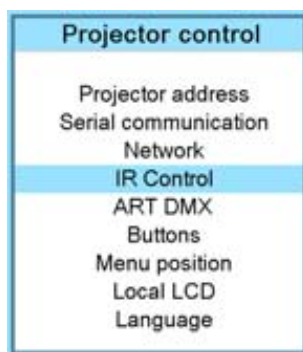 Projector control
Projector address
Serial communication
Network
IR Control
ART DMX
Buttons
Menu position
Local LCD
Language